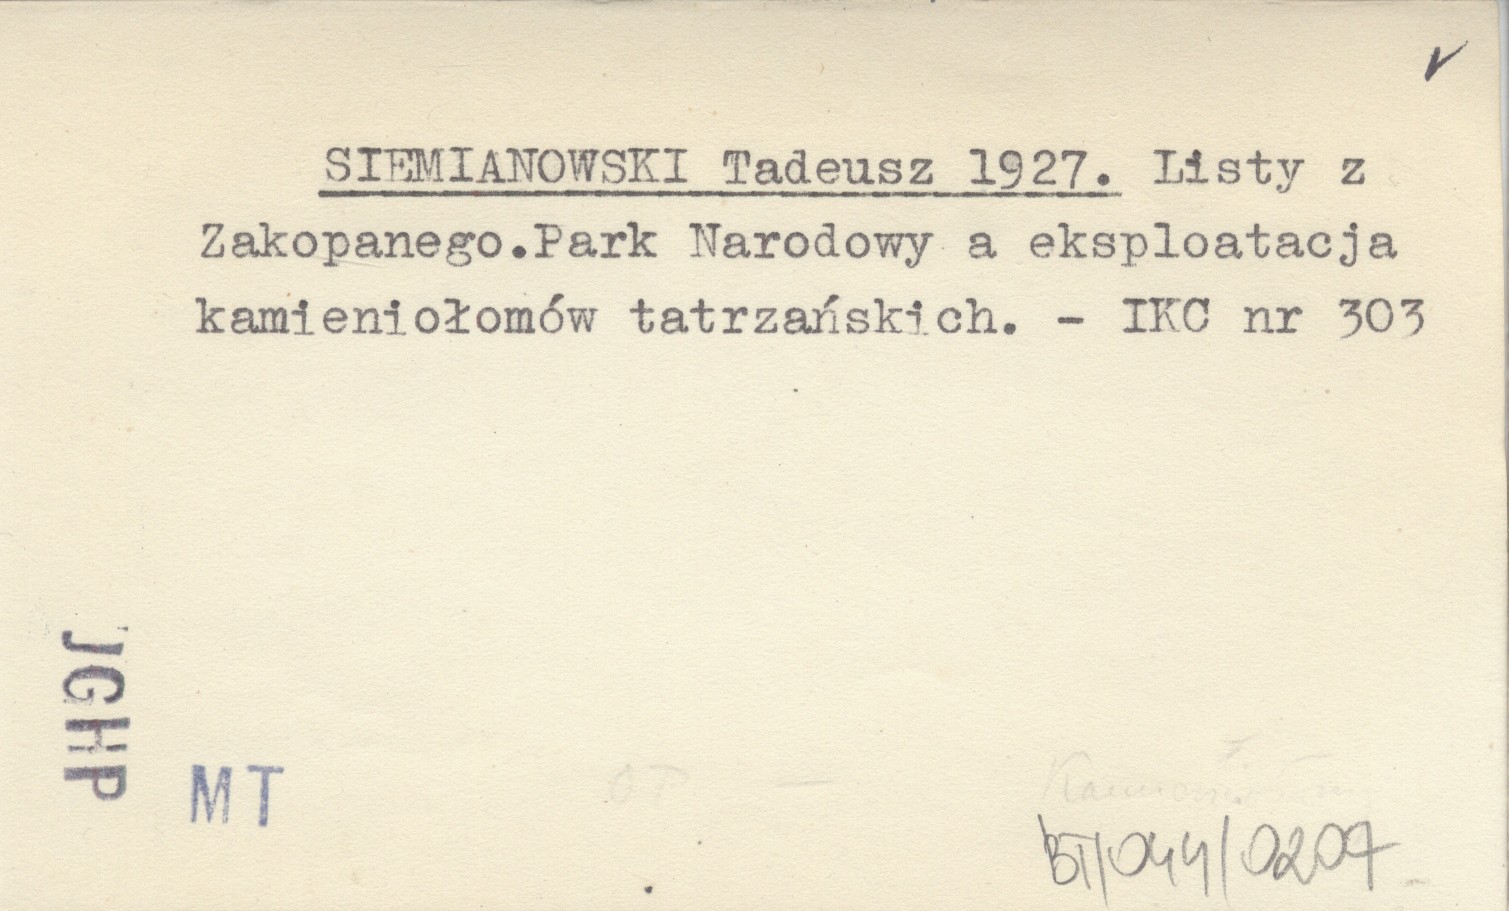 SIEMIANOWSKI Tadeusz 1927. Listy z
Zakopanego.Park Narodowy a eksploatacja
kamieniołomów tatrzańskich. - IKC nr 303
JGHP
MT
BT/044/0207